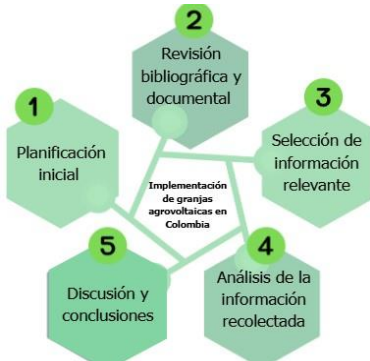 1
Planificación
inicial
2
Revisión
bibliográfica y
documental
3
Selección de
información
relevante
Implementación
de granjas
agrovoltaicas en
Colombia
4
Análisis de la
información
recolectada
5
Discusión y
conclusiones